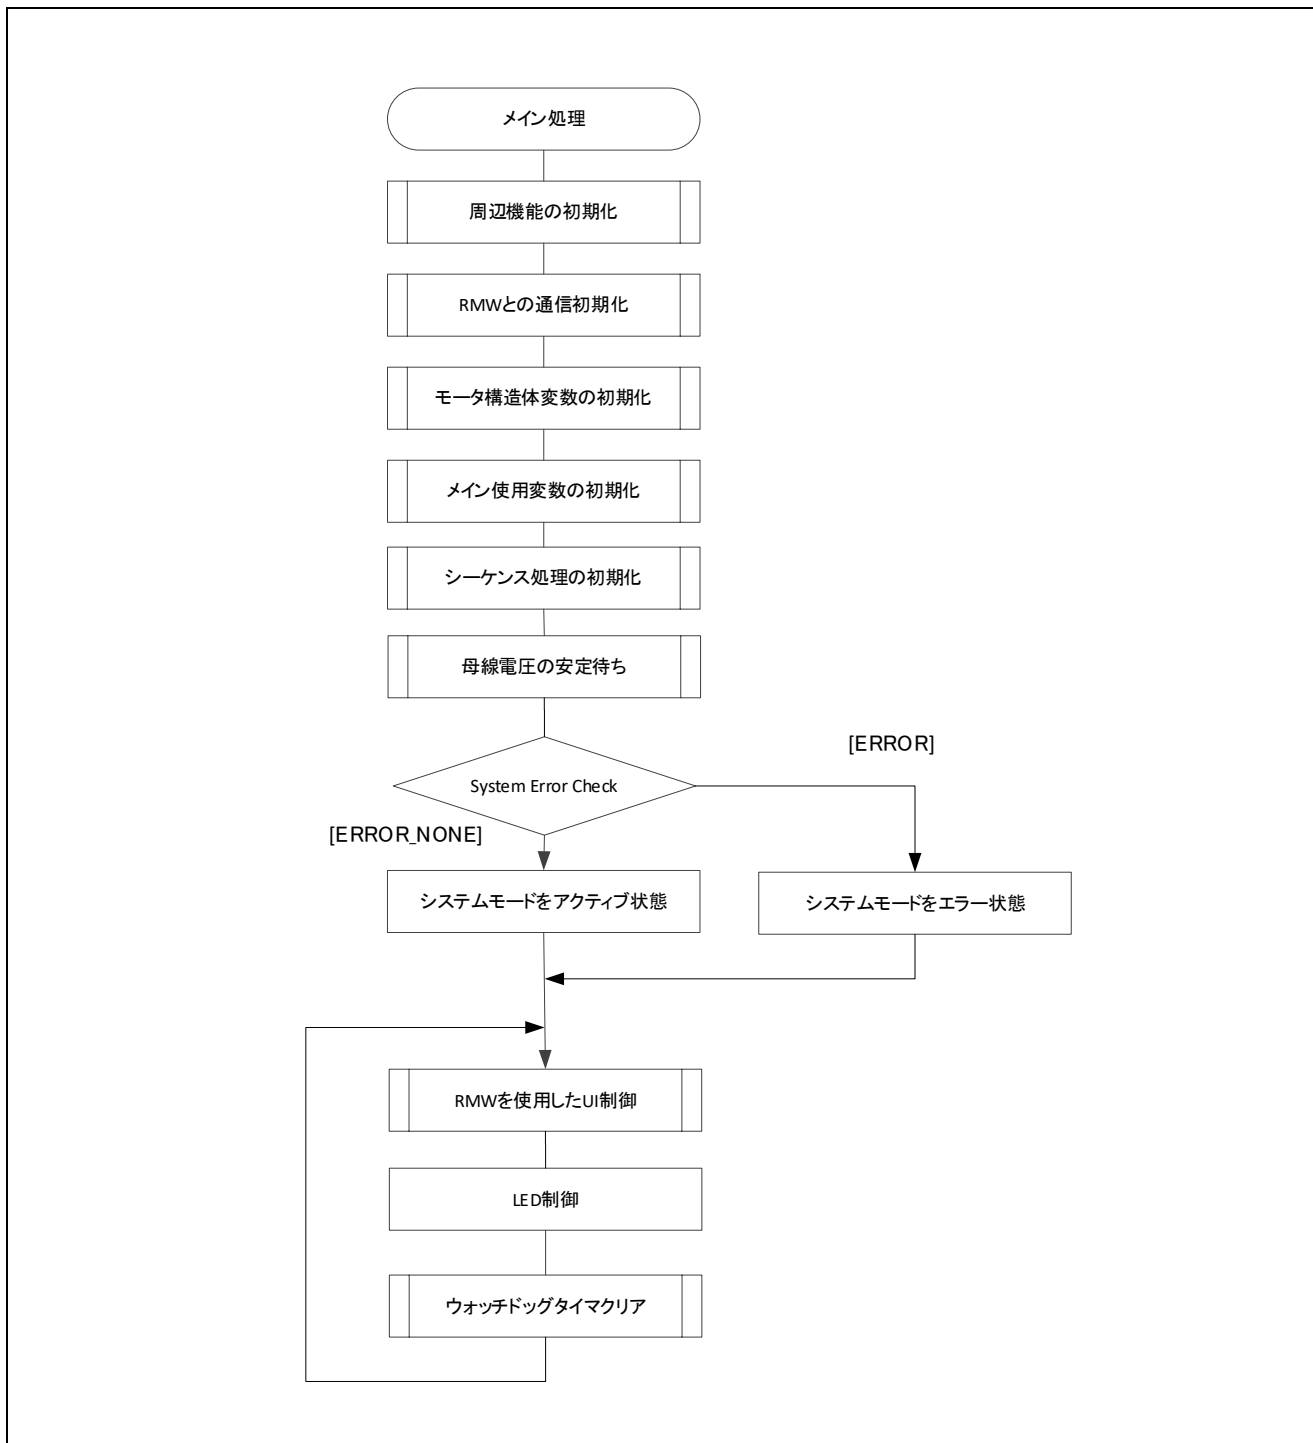 メイン処理
周辺機能の初期化
RMWとの通信初期化
モータ構造体変数の初期化
メイン使用変数の初期化
シーケンス処理の初期化
母線電圧の安定待ち
[ERROR]
System Error Check
[ERROR_NONE]
システムモードをアクティブ状態
システムモードをエラー状態
RMWを使用したUI制御
LED制御
ウォッチドッグタイマクリア